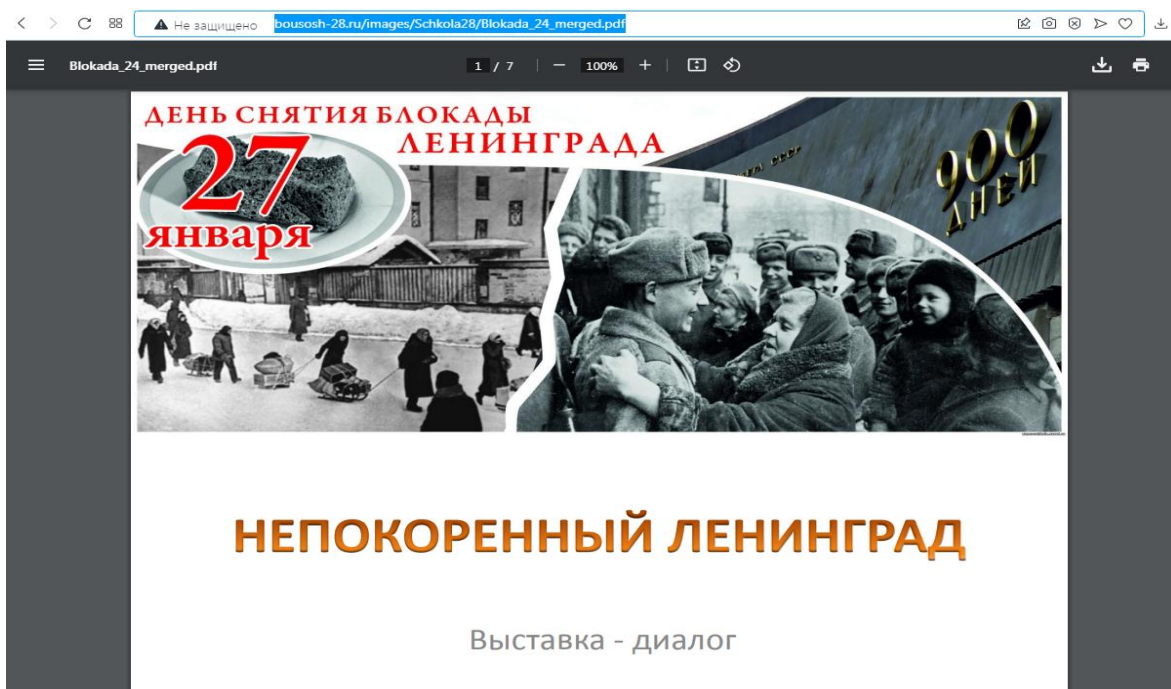 Не защищено bousosh-28.ru/images/Schkola28/Blokada_24_merged.pdf
Blokada_24_merged.pdf 1 / 7 100%
ДЕНЬ СНЯТИЯ БЛОКАДЫ
ЛЕНИНГРАДА
27
января
900
ДНЕЙ
НЕПОКОРЕННЫЙ ЛЕНИНГРАД
Выставка - диалог